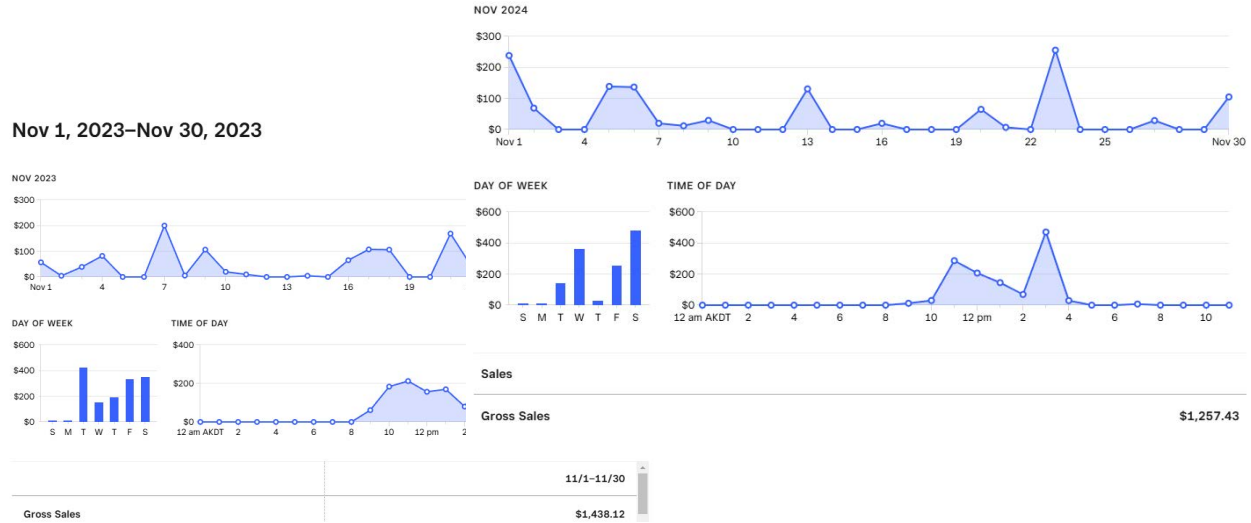 Nov 1, 2023–Nov 30, 2023
NOV 2023
$300
$200
$100
$0
Nov 1 4 7 10 13 16 19
DAY OF WEEK
$600
$400
$200
$0
S M T W T F S
TIME OF DAY
$400
$200
$0
12 am AKDT 2 4 6 8 10 12 pm 2
11/1–11/30
Gross Sales $1,438.12
NOV 2024
$300
$200
$100
$0
Nov 1 4 7 10 13 16 19 22 25 Nov 30
DAY OF WEEK
$600
$400
$200
$0
S M T W T F S
TIME OF DAY
$600
$400
$200
$0
12 am AKDT 2 4 6 8 10 12 pm 2 4 6 8 10
Sales
Gross Sales $1,257.43